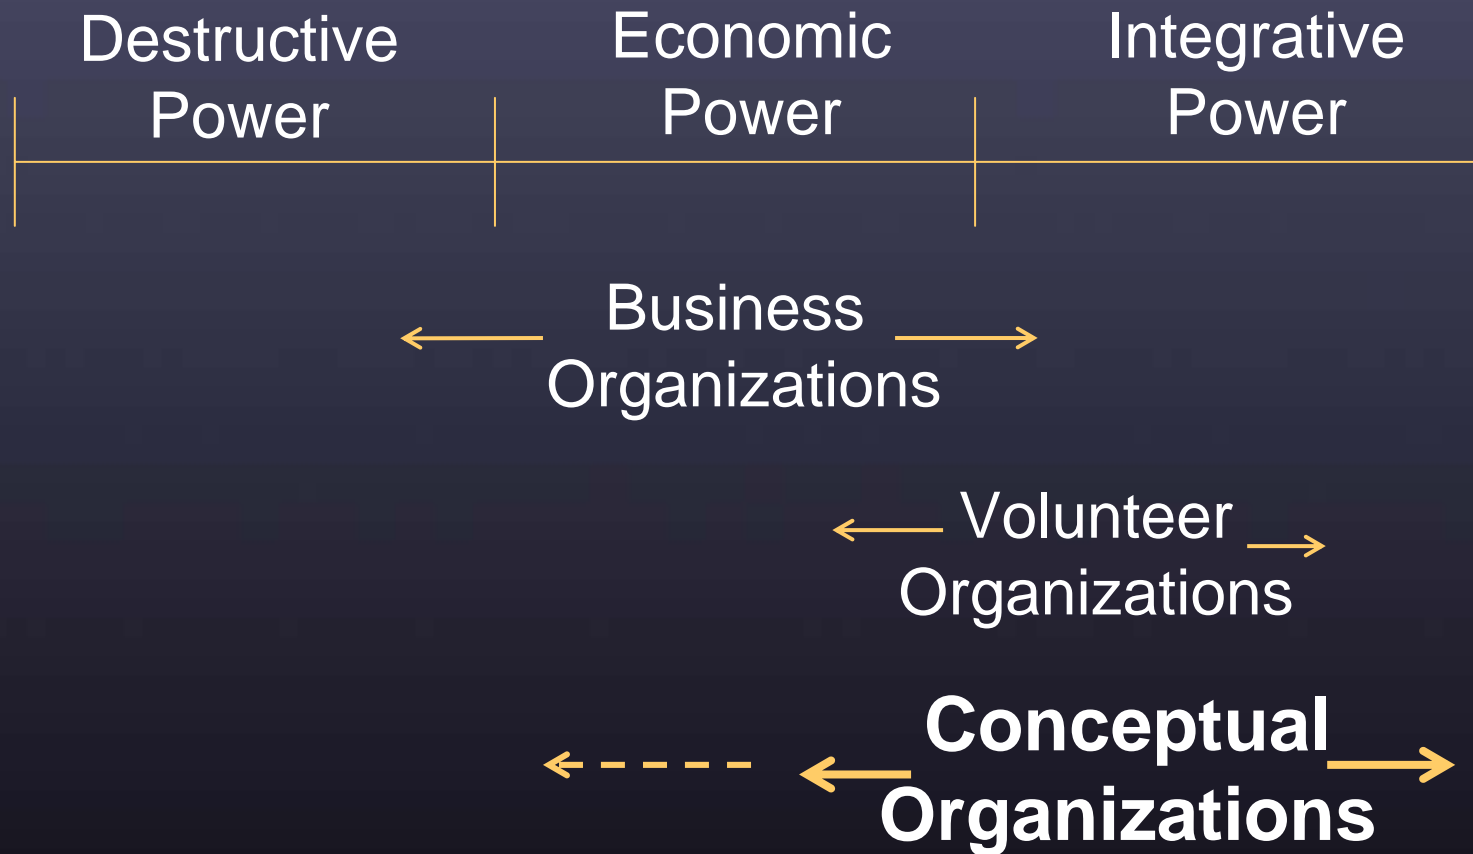 Destructive
Power
Economic
Power
Integrative
Power
Business
Organizations
Volunteer
Organizations
Conceptual
Organizations